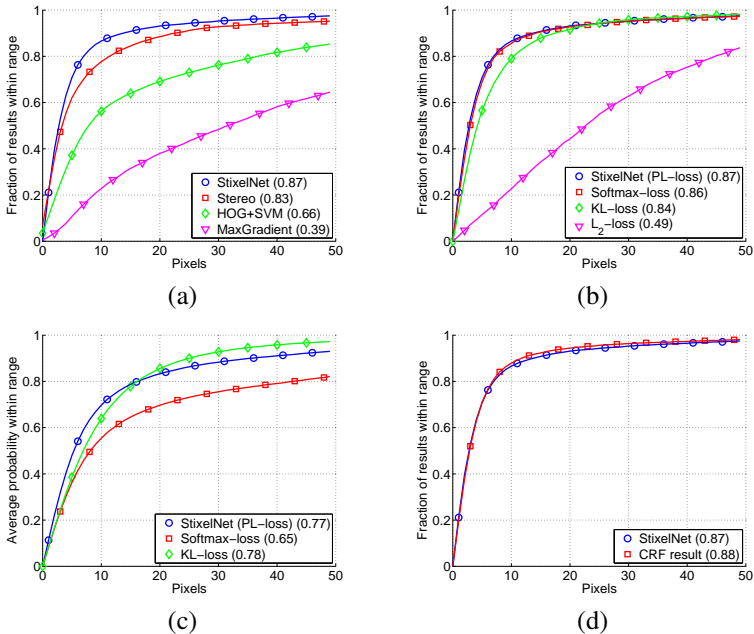 1
0.8
0.6
0.4
0.2
0
0 10 20 30 40 50
Fraction of results within range
Pixels
StixelNet (0.87)
Stereo (0.83)
HOG+SVM (0.66)
MaxGradient (0.39)
(a)
1
0.8
0.6
0.4
0.2
0
0 10 20 30 40 50
Fraction of results within range
Pixels
StixelNet (PL-loss) (0.87)
Softmax-loss (0.86)
KL-loss (0.84)
L2-loss (0.49)
(b)
1
0.8
0.6
0.4
0.2
0
0 10 20 30 40 50
Average probability within range
Pixels
StixelNet (PL-loss) (0.77)
Softmax-loss (0.65)
KL-loss (0.78)
(c)
1
0.8
0.6
0.4
0.2
0
0 10 20 30 40 50
Fraction of results within range
Pixels
StixelNet (0.87)
CRF result (0.88)
(d)